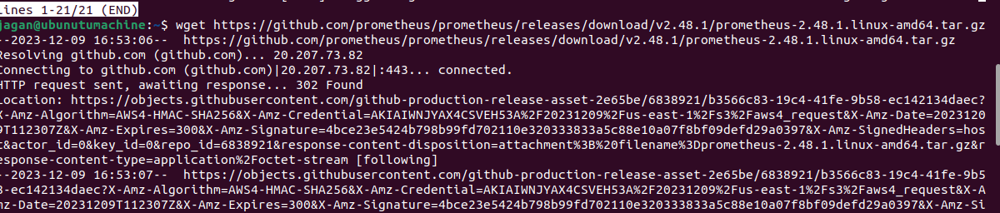 Lines 1-21/21 (END)
jagan@ubunutumachine:~$ wget https://github.com/prometheus/prometheus/releases/download/v2.48.1/prometheus-2.48.1.linux-amd64.tar.gz
--2023-12-09 16:53:06-- https://github.com/prometheus/prometheus/releases/download/v2.48.1/prometheus-2.48.1.linux-amd64.tar.gz
Resolving github.com (github.com)... 20.207.73.82
Connecting to github.com (github.com)|20.207.73.82|:443... connected.
HTTP request sent, awaiting response... 302 Found
Location: https://objects.githubusercontent.com/github-production-release-asset-2e65be/6838921/b3566c83-19c4-41fe-9b58-ec142134daec?
X-Amz-Algorithm=AWS4-HMAC-SHA256&X-Amz-Credential=AKIAIWNJYAX4CSVEH53A%2F20231209%2Fus-east-1%2Fs3%2Faws4_request&X-Amz-Date=2023120
9T112307Z&X-Amz-Expires=300&X-Amz-Signature=4bce23e5424b798b99fd702110e320333833a5c88e10a07f8bf09defd29a0397&X-Amz-SignedHeaders=hos
t&actor_id=0&key_id=0&repo_id=6838921&response-content-disposition=attachment%3B%20filename%3Dprometheus-2.48.1.linux-amd64.tar.gz&r
esponse-content-type=application%2Foctet-stream [following]
--2023-12-09 16:53:07-- https://objects.githubusercontent.com/github-production-release-asset-2e65be/6838921/b3566c83-19c4-41fe-9b5
8-ec142134daec?X-Amz-Algorithm=AWS4-HMAC-SHA256&X-Amz-Credential=AKIAIWNJYAX4CSVEH53A%2F20231209%2Fus-east-1%2Fs3%2Faws4_request&X-A
mz-Date=20231209T112307Z&X-Amz-Expires=300&X-Amz-Signature=4bce23e5424b798b99fd702110e320333833a5c88e10a07f8bf09defd29a0397&X-Amz-Si